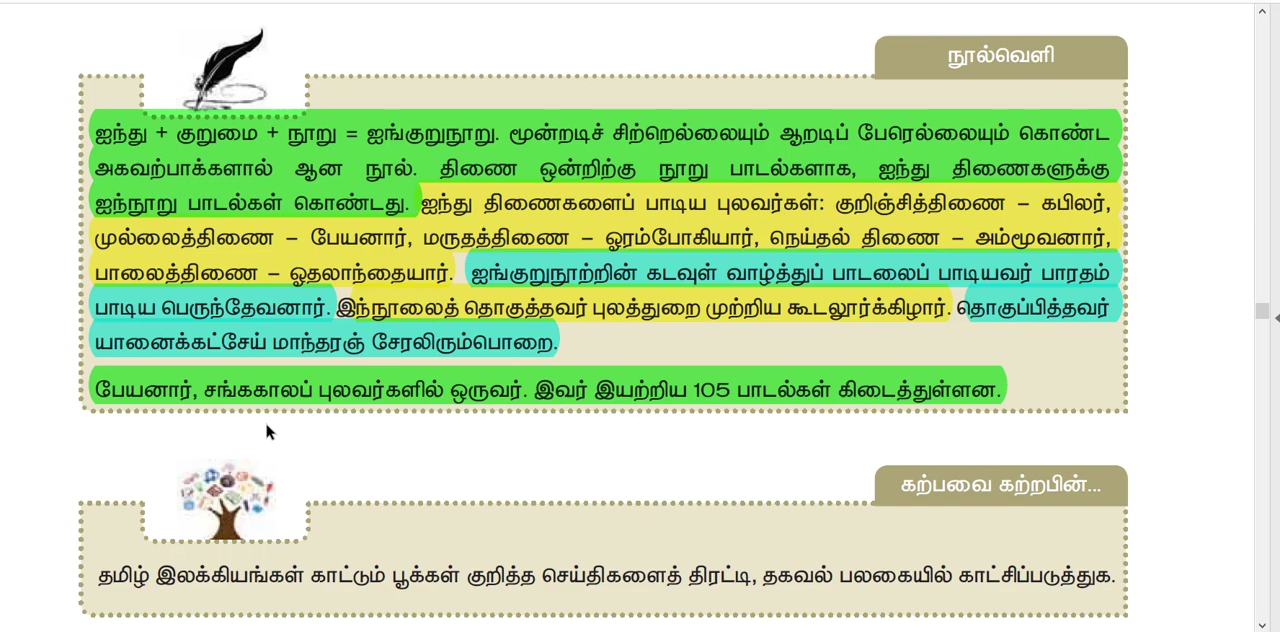 நூல்வெளி
ஐந்து + குறுமை + நூறு = ஐங்குறுநூறு. மூன்றடிச் சிற்றெல்லையும் ஆறடிப் பேரெல்லையும் கொண்ட
அகவற்பாக்களால் ஆன நூல். திணை ஒன்றிற்கு நூறு பாடல்களாக, ஐந்து திணைகளுக்கு
ஐந்நூறு பாடல்கள் கொண்டது. ஐந்து திணைகளைப் பாடிய புலவர்கள்: குறிஞ்சித்திணை – கபிலர்,
முல்லைத்திணை – பேயனார், மருதத்திணை – ஓரம்போகியார், நெய்தல் திணை – அம்மூவனார்,
பாலைத்திணை – ஓதலாந்தையார். ஐங்குறுநூற்றின் கடவுள் வாழ்த்துப் பாடலைப் பாடியவர் பாரதம்
பாடிய பெருந்தேவனார். இந்நூலைத் தொகுத்தவர் புலத்துறை முற்றிய கூடலூர்க்கிழார். தொகுப்பித்தவர்
யானைக்கட்சேய் மாந்தரஞ் சேரலிரும்பொறை.
பேயனார், சங்ககாலப் புலவர்களில் ஒருவர். இவர் இயற்றிய 105 பாடல்கள் கிடைத்துள்ளன.
கற்பவை கற்றபின்...
தமிழ் இலக்கியங்கள் காட்டும் பூக்கள் குறித்த செய்திகளைத் திரட்டி, தகவல் பலகையில் காட்சிப்படுத்துக.